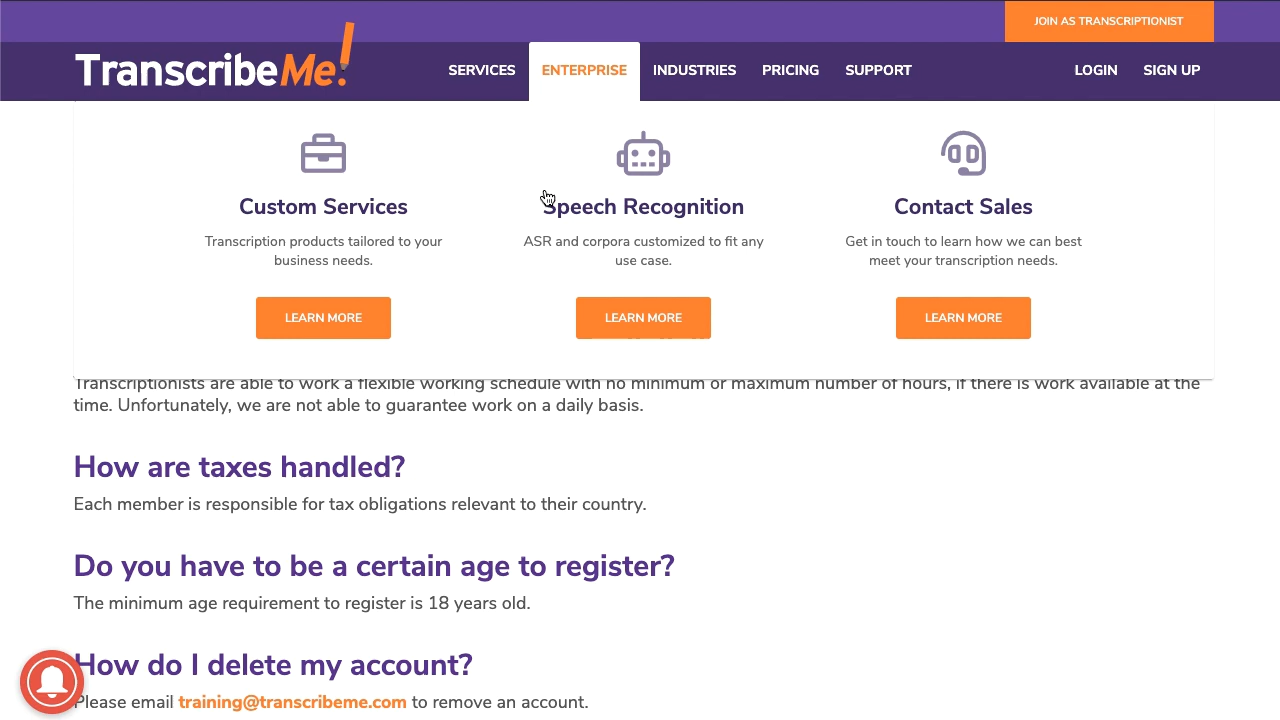 JOIN AS TRANSCRIPTIONIST
TranscribeMe!
SERVICES
ENTERPRISE
INDUSTRIES
PRICING
SUPPORT
LOGIN
SIGN UP
Custom Services
Transcription products tailored to your
business needs.
LEARN MORE
Speech Recognition
ASR and corpora customized to fit any
use case.
LEARN MORE
Contact Sales
Get in touch to learn how we can best
meet your transcription needs.
LEARN MORE
Transcriptionists are able to work a flexible working schedule with no minimum or maximum number of hours, if there is work available at the
time. Unfortunately, we are not able to guarantee work on a daily basis.
How are taxes handled?
Each member is responsible for tax obligations relevant to their country.
Do you have to be a certain age to register?
The minimum age requirement to register is 18 years old.
How do I delete my account?
Please email training@transcribeme.com to remove an account.